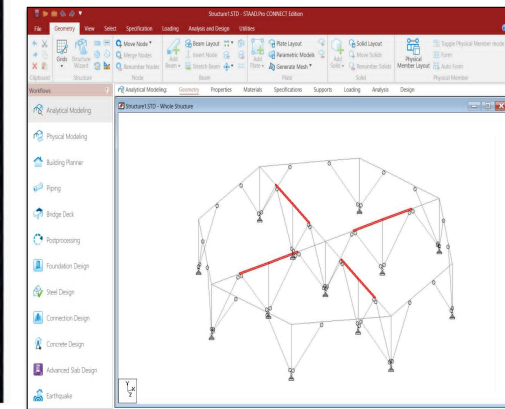 Structure1.STD - STAAD.Pro CONNECT Edition
File Geometry View Select Specification Loading Analysis and Design Utilities
Move Node Beam Layout Plate Layout Solid Layout Toggle Physical Member mode
Merge Nodes Insert Node Parametric Models Move Solids Form
Grids Structure Wizard Renumber Nodes Add Beam Stretch Beam Add Plate Generate Mesh Add Solid Renumber Solids Physical Member Layout Auto Form
Clipboard Structure Node Beam Plate Solid Physical Member
Workflows Analytical Modeling Geometry Properties Materials Specifications Supports Loading Analysis Design
Structure1.STD - Whole Structure
Analytical Modeling
Physical Modeling
Building Planner
Piping
Bridge Deck
Postprocessing
Foundation Design
Steel Design
Connection Design
Concrete Design
Advanced Slab Design
Earthquake
Y
X
Z